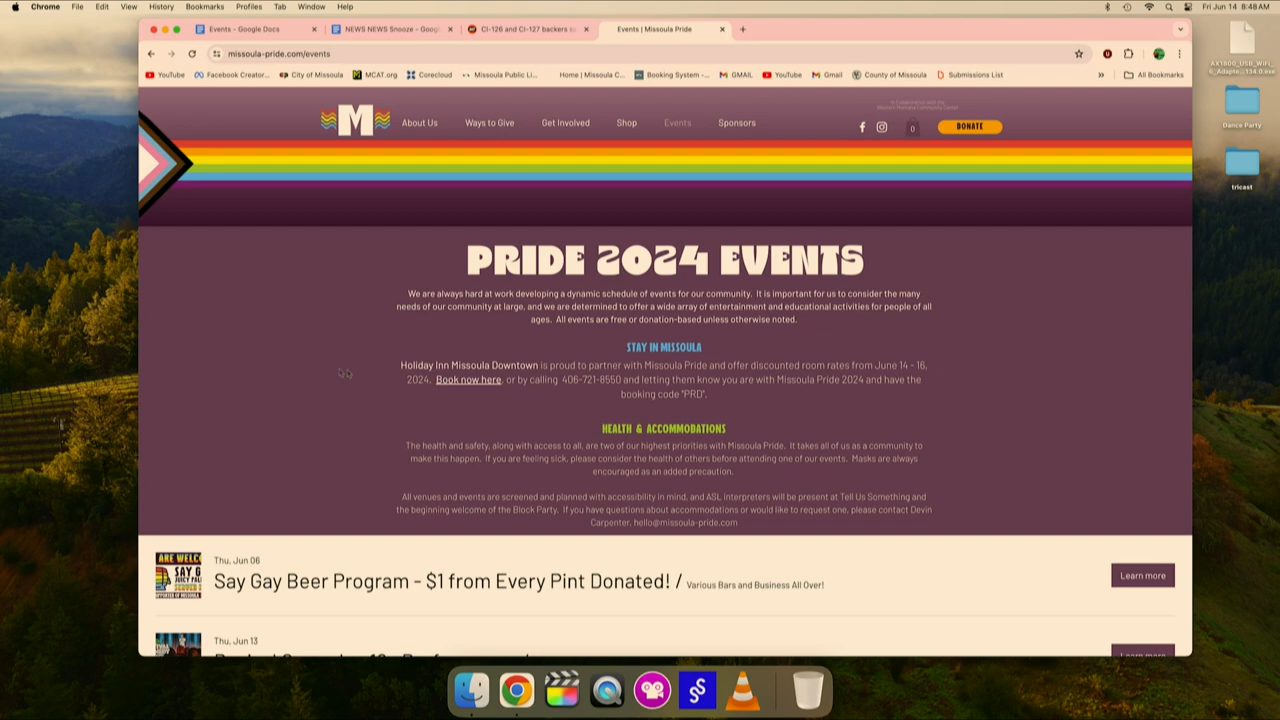 Chrome File Edit View History Bookmarks Profiles Tab Window Help Fri Jun 14 8:48 AM
Events - Google Docs NEWS NEWS Snooze - Goog CI-126 and CI-127 backers s Events | Missoula Pride
missoula-pride.com/events
YouTube Facebook Creator... City of Missoula MCAT.org Corecloud Missoula Public Li... Home | Missoula C... Booking System -... GMAIL YouTube Gmail County of Missoula Submissions List » All Bookmarks
Dance Party
tricast
M
About Us Ways to Give Get Involved Shop Events Sponsors
0
DONATE
PRIDE 2024 EVENTS
We are always hard at work developing a dynamic schedule of events for our community. It is important for us to consider the many
needs of our community at large, and we are determined to offer a wide array of entertainment and educational activities for people of all
ages. All events are free or donation-based unless otherwise noted.
STAY IN MISSOULA
Holiday Inn Missoula Downtown is proud to partner with Missoula Pride and offer discounted room rates from June 14 - 16,
2024. Book now here, or by calling 406-721-8550 and letting them know you are with Missoula Pride 2024 and have the
booking code "PRD".
HEALTH & ACCOMMODATIONS
The health and safety, along with access to all, are two of our highest priorities with Missoula Pride. It takes all of us as a community to
make this happen. If you are feeling sick, please consider the health of others before attending one of our events. Masks are always
encouraged as an added precaution.
All venues and events are screened and planned with accessibility in mind, and ASL interpreters will be present at Tell Us Something and
the beginning welcome of the Block Party. If you have questions about accommodations or would like to request one, please contact Devin
Carpenter, hello@missoula-pride.com
Thu, Jun 06
Say Gay Beer Program - $1 from Every Pint Donated! / Various Bars and Business All Over!
Learn more
Thu, Jun 13